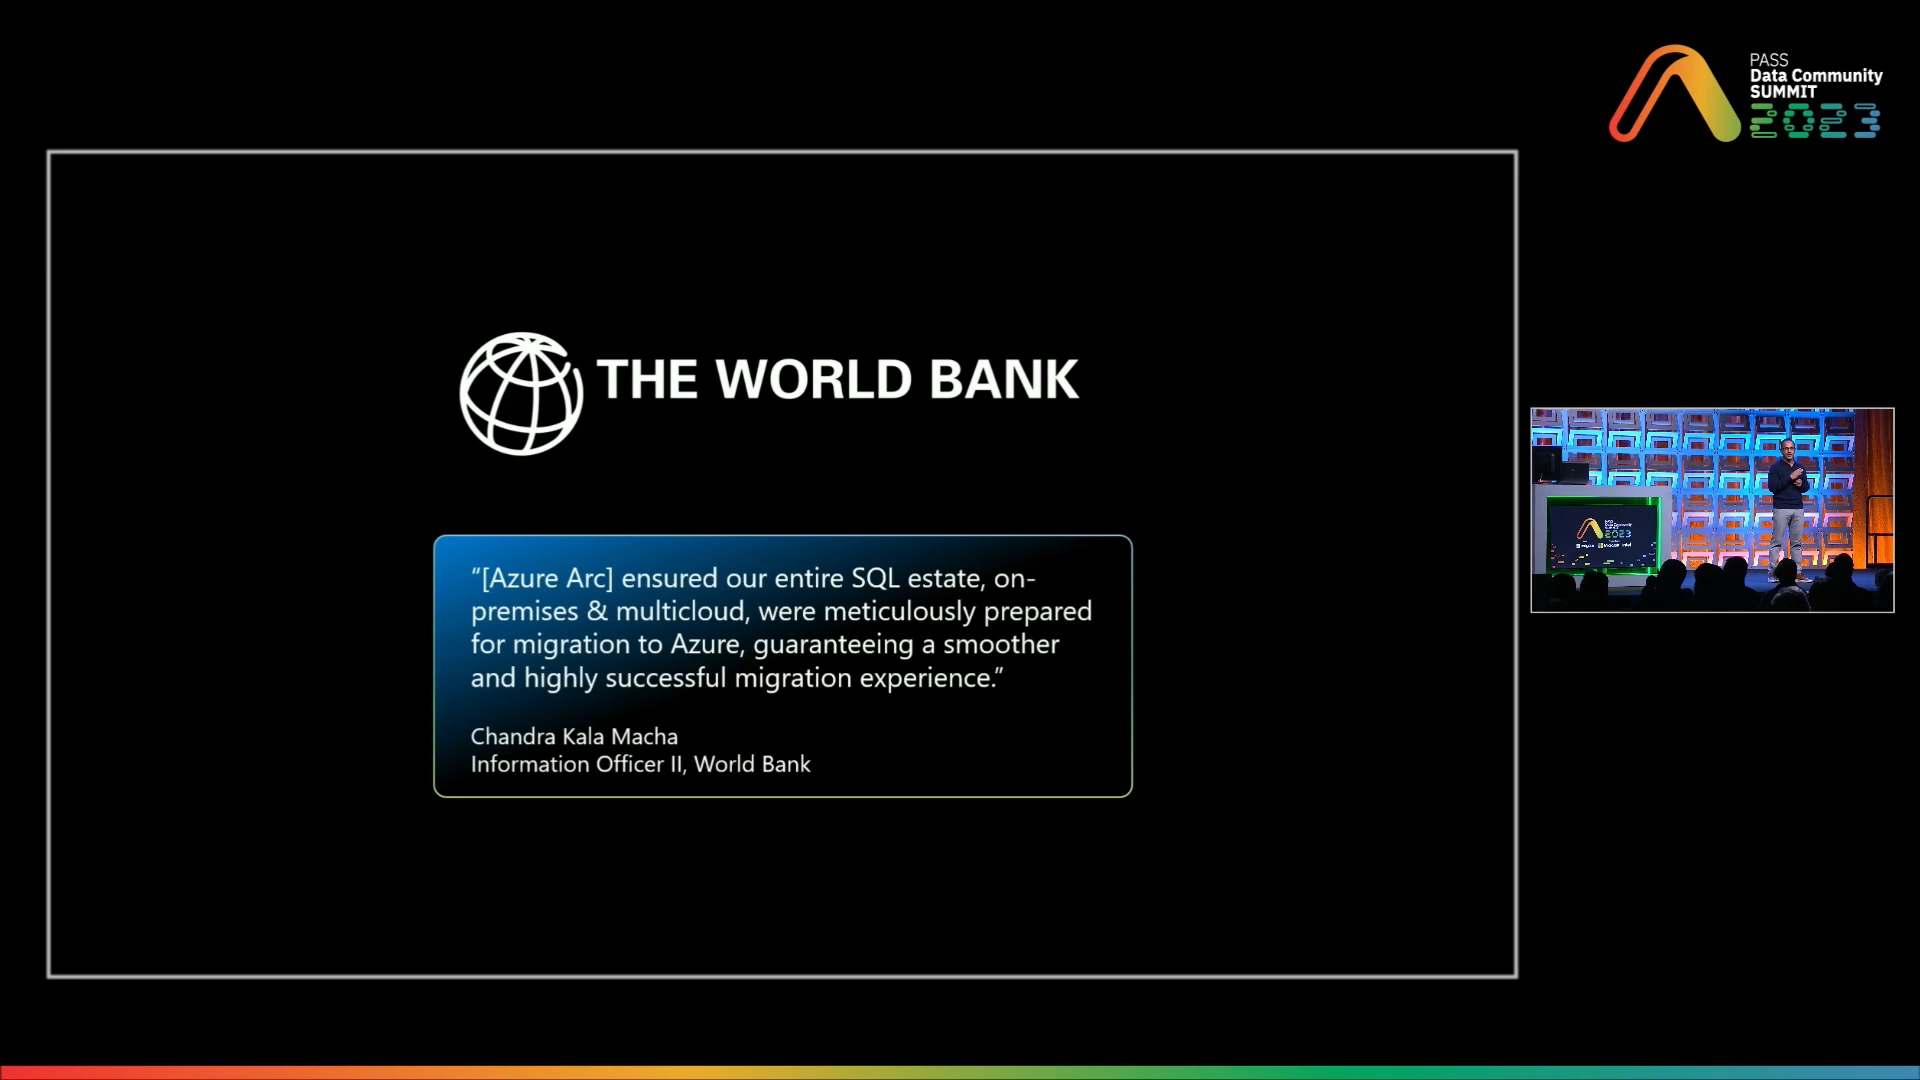 PASS
Data Community
SUMMIT
2023
THE WORLD BANK
“[Azure Arc] ensured our entire SQL estate, on-
premises & multicloud, were meticulously prepared
for migration to Azure, guaranteeing a smoother
and highly successful migration experience.”
Chandra Kala Macha
Information Officer II, World Bank
2023